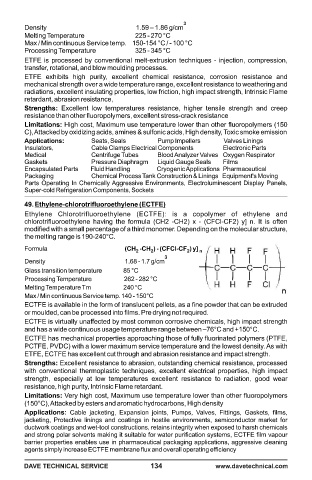 Density 1.59 – 1.86 g/cm3
Melting Temperature 225 - 270 °C
Max / Min continuous Service temp. 150-154 °C / - 100 °C
Processing Temperature 325 - 345 °C
ETFE is processed by conventional melt-extrusion techniques - injection, compression,
transfer, rotational, and blow moulding processes.
ETFE exhibits high purity, excellent chemical resistance, corrosion resistance and
mechanical strength over a wide temperature range, excellent resistance to weathering and
radiations, excellent insulating properties, low friction, high impact strength, Intrinsic Flame
retardant, abrasion resistance,
Strengths: Excellent low temperatures resistance, higher tensile strength and creep
resistance than other fluoropolymers, excellent stress-crack resistance
Limitations: High cost, Maximum use temperature lower than other fluoropolymers (150
C), Attacked by oxidizing acids, amines & sulfonic acids, High density, Toxic smoke emission
Applications: Seats, Seals Pump Impellers Valves Linings
Insulators, Cable Clamps Electrical Components Electronic Parts
Medical Centrifuge Tubes Blood Analyzer Valves Oxygen Respirator
Gaskets Pressure Diaphragm Liquid Gauge Seals Films
Encapsulated Parts Fluid Handling Cryogenic Applications Pharmaceutical
Packaging Chemical Process Tank Construction & Linings Equipment's Moving
Parts Operating In Chemically Aggressive Environments, Electroluminescent Display Panels,
Super-cold Refrigeration Components, Sockets
49. Ethylene-chlorotrifluoroethylene (ECTFE)
Ethylene Chlorotrifluoroethylene (ECTFE): is a copolymer of ethylene and
chlorotrifluoroethylene having the formula (CH2 -CH2) x - (CFCl-CF2) y] n. It is often
modified with a small percentage of a third monomer. Depending on the molecular structure,
the melting range is 190-240°C.
Formula (CH2 -CH2) - (CFCl-CF2) y] n
Density 1.68 - 1.7 g/cm3
Glass transition temperature 85 °C
Processing Temperature 262 - 282 °C
Melting Temperature Tm 240 °C
Max / Min continuous Service temp. 140 - 150°C
H H F F
C C C C
H H F Cl
n
ECTFE is available in the form of translucent pellets, as a fine powder that can be extruded
or moulded, can be processed into films. Pre drying not required.
ECTFE is virtually unaffected by most common corrosive chemicals, high impact strength
and has a wide continuous usage temperature range between –76°C and +150°C.
ECTFE has mechanical properties approaching those of fully fluorinated polymers (PTFE,
PCTFE, PVDC) with a lower maximum service temperature and the lowest density. As with
ETFE, ECTFE has excellent cut through and abrasion resistance and impact strength.
Strengths: Excellent resistance to abrasion, outstanding chemical resistance, processed
with conventional thermoplastic techniques, excellent electrical properties, high impact
strength, especially at low temperatures excellent resistance to radiation, good wear
resistance, high purity, Intrinsic Flame retardant.
Limitations: Very high cost, Maximum use temperature lower than other fluoropolymers
(150°C), Attacked by esters and aromatic hydrocarbons, High density
Applications: Cable jacketing, Expansion joints, Pumps, Valves, Fittings, Gaskets, films,
jacketing, Protective linings and coatings in hostile environments, semiconductor market for
ductwork coatings and wet-tool constructions. retains integrity when exposed to harsh chemicals
and strong polar solvents making it suitable for water purification systems, ECTFE film vapour
barrier properties enables use in pharmaceutical packaging applications, aggressive cleaning
agents simply increase ECTFE membrane flux and overall operating efficiency
DAVE TECHNICAL SERVICE 134 www.davetechnical.com